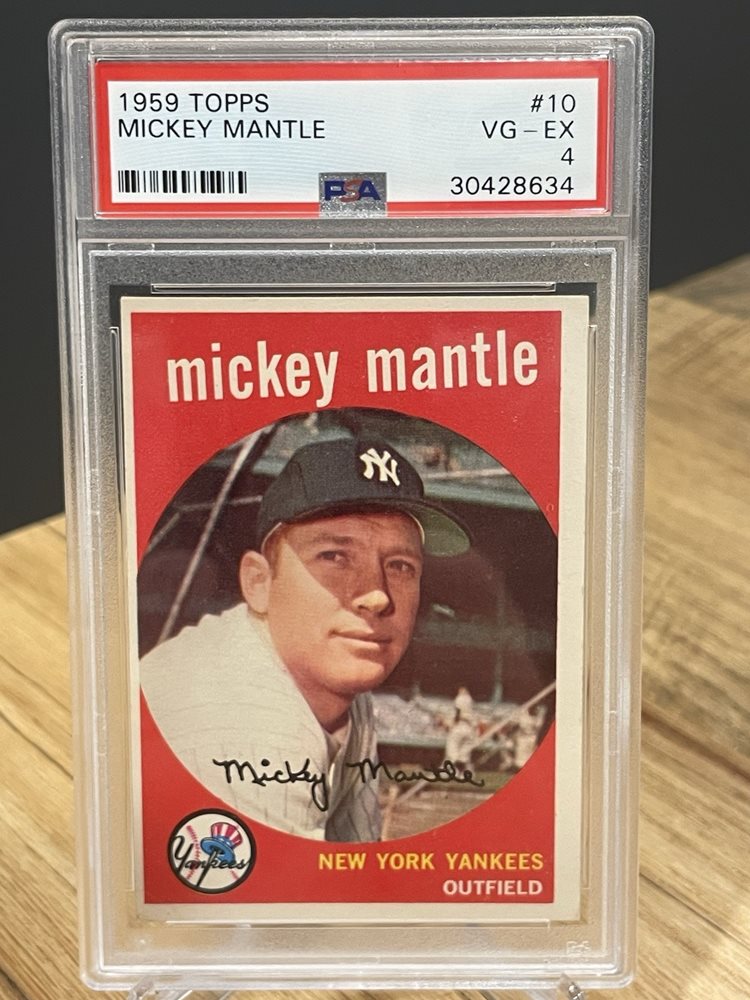 1959 TOPPS #10
MICKEY MANTLE VG-EX
4
PSA 30428634
mickey mantle
NY
Mickey Mantle
Yankees
NEW YORK YANKEES
OUTFIELD